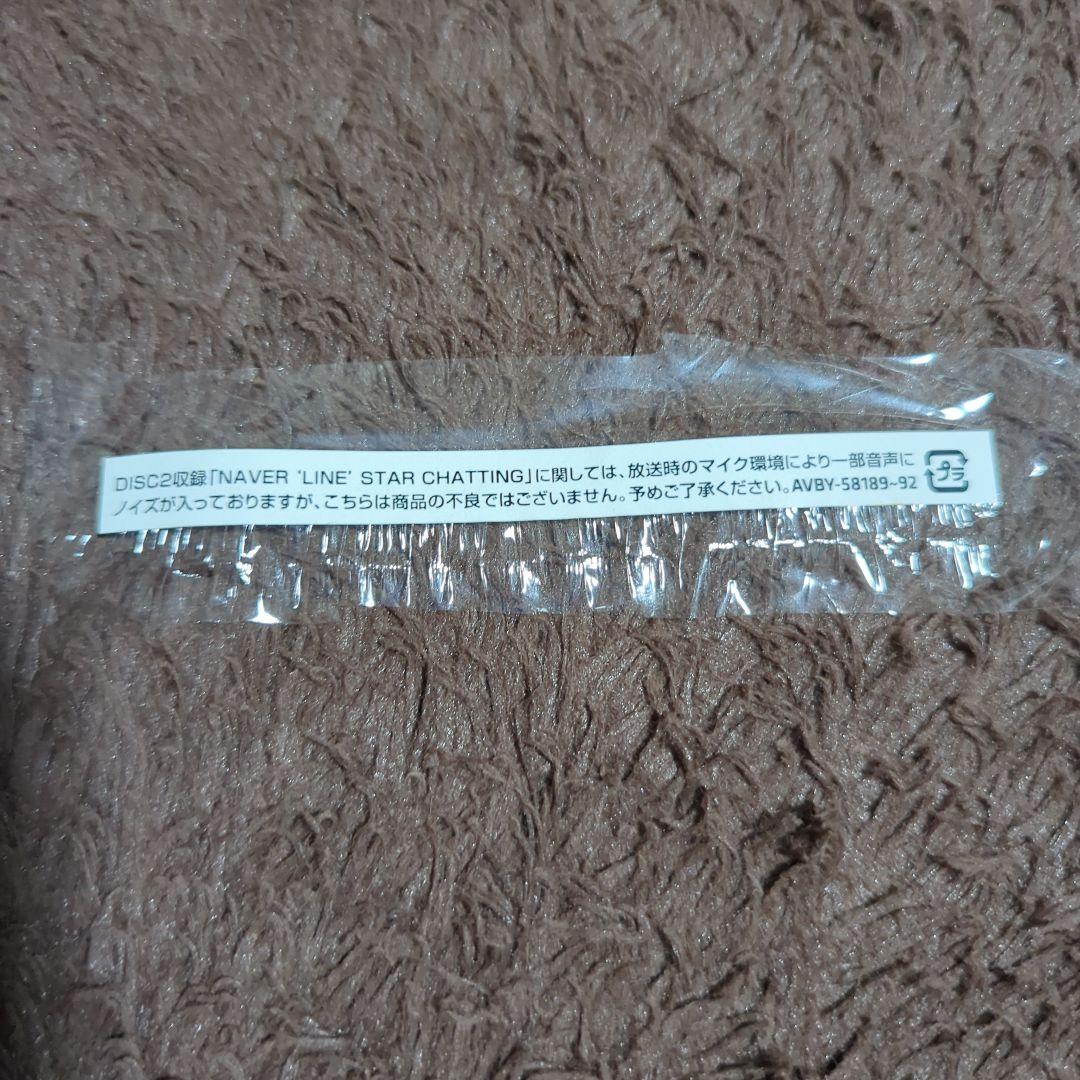 DISC2収録「NAVER 'LINE' STAR CHATTING」に関しては、放送時のマイク環境により一部音声に
ノイズが入っておりますが、こちらは商品の不良ではございません。予めご了承ください。AVBY-58189~92
プラ